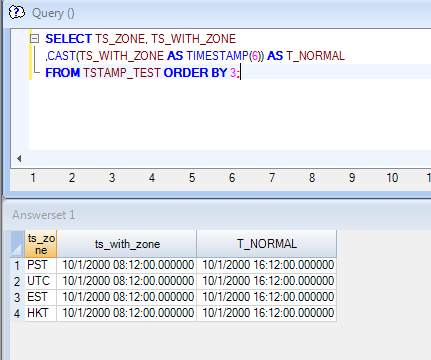 Query ()
SELECT TS_ZONE, TS_WITH_ZONE
,CAST(TS_WITH_ZONE AS TIMESTAMP(6)) AS T_NORMAL
FROM TSTAMP_TEST ORDER BY 3;
1 2 3 4 5 6 7 8 9 10 11
Answerset 1
ts_zo
ne ts_with_zone T_NORMAL
1 PST 10/1/2000 08:12:00.000000 10/1/2000 16:12:00.000000
2 UTC 10/1/2000 08:12:00.000000 10/1/2000 16:12:00.000000
3 EST 10/1/2000 08:12:00.000000 10/1/2000 16:12:00.000000
4 HKT 10/1/2000 08:12:00.000000 10/1/2000 16:12:00.000000